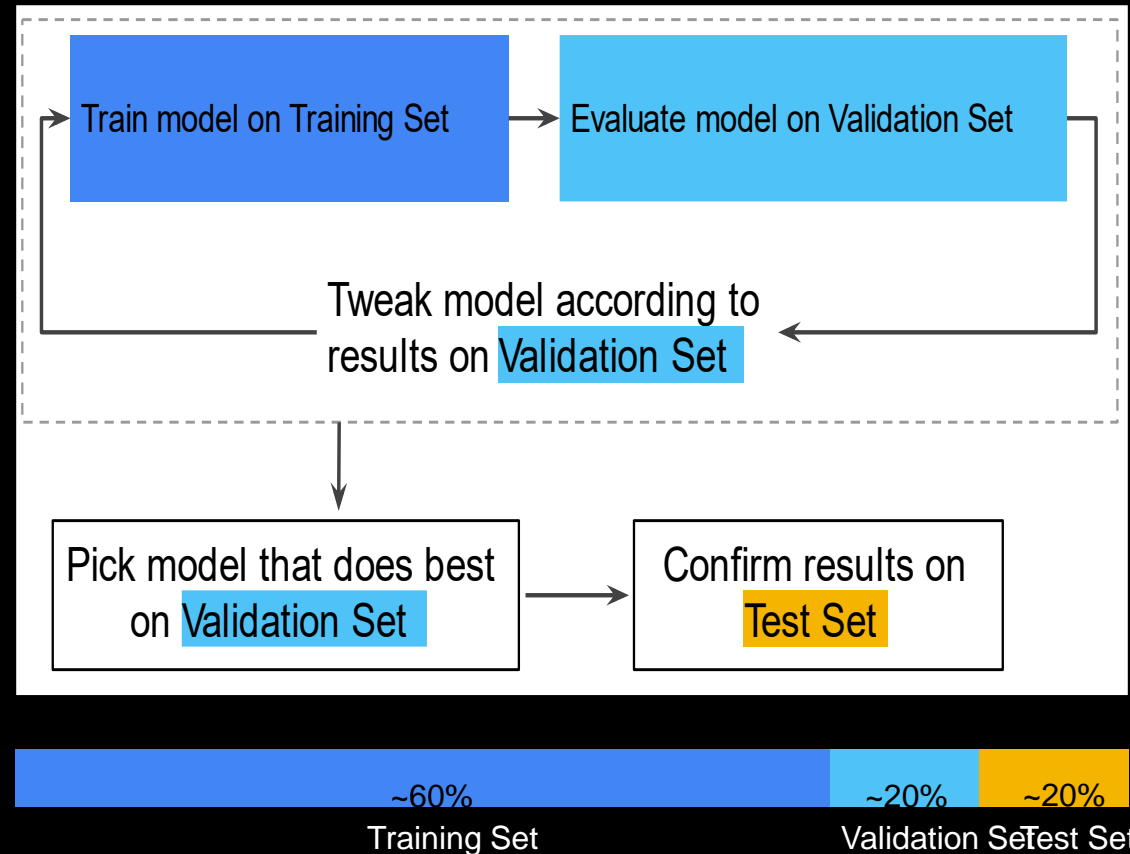 Train model on Training Set
Evaluate model on Validation Set
Tweak model according to
results on Validation Set
Pick model that does best
on Validation Set
Confirm results on
Test Set
~60%
~20%
~20%
Training Set
Validation Set
Test Set